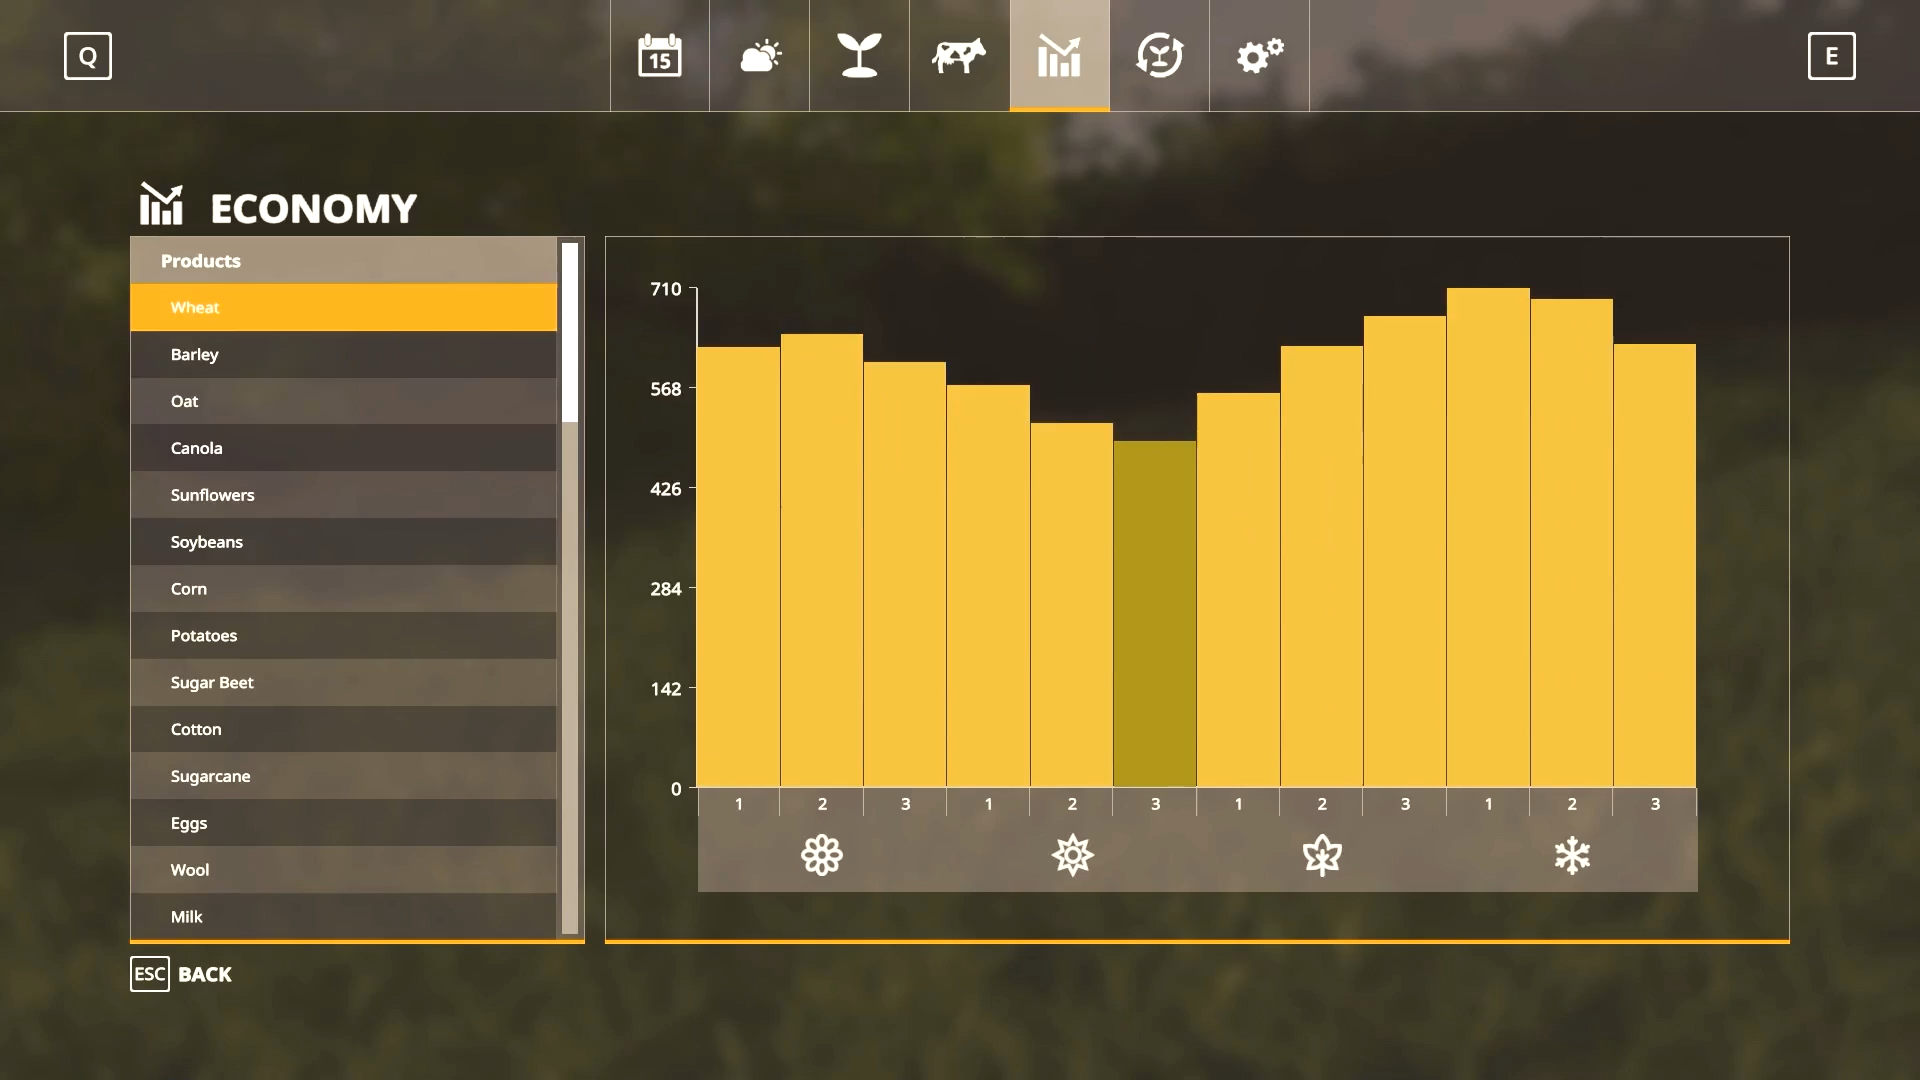 Q
15
E
ECONOMY
Products
Wheat
Barley
Oat
Canola
Sunflowers
Soybeans
Corn
Potatoes
Sugar Beet
Cotton
Sugarcane
Eggs
Wool
Milk
710
568
426
284
142
0
1 2 3 1 2 3 1 2 3 1 2 3
ESC BACK